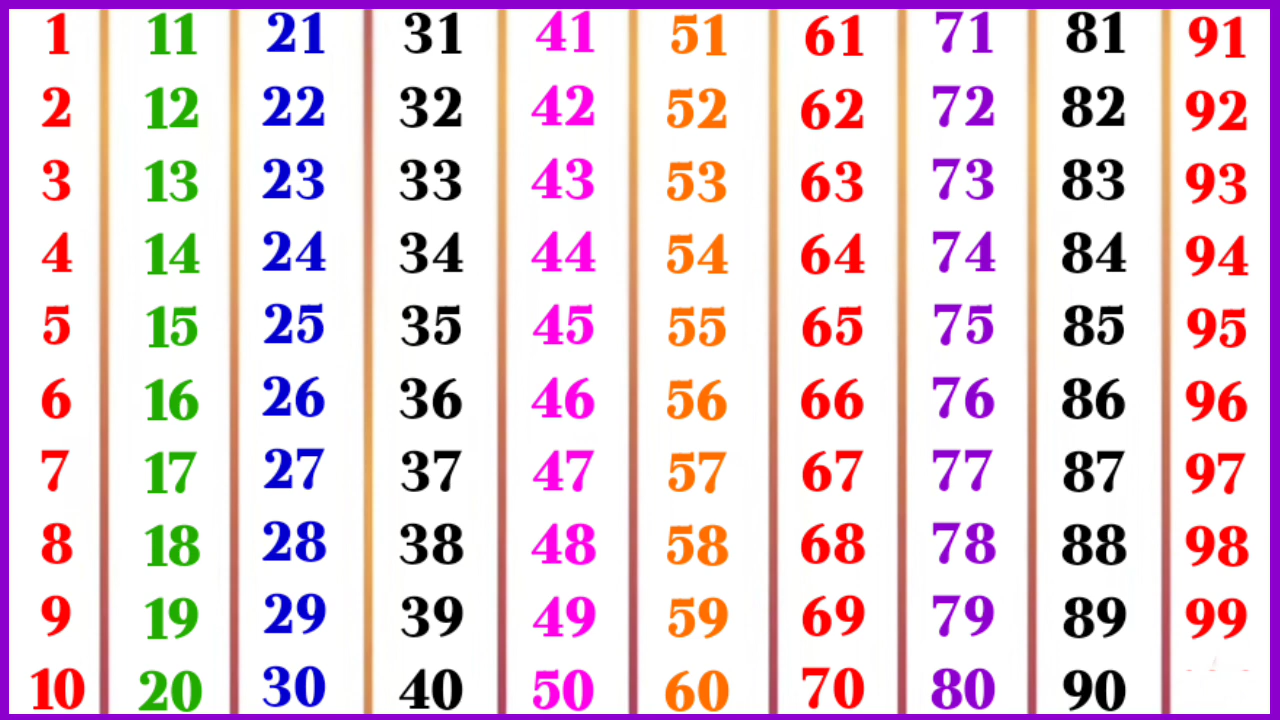 1 11 21 31 41 51 61 71 81 91
2 12 22 32 42 52 62 72 82 92
3 13 23 33 43 53 63 73 83 93
4 14 24 34 44 54 64 74 84 94
5 15 25 35 45 55 65 75 85 95
6 16 26 36 46 56 66 76 86 96
7 17 27 37 47 57 67 77 87 97
8 18 28 38 48 58 68 78 88 98
9 19 29 39 49 59 69 79 89 99
10 20 30 40 50 60 70 80 90